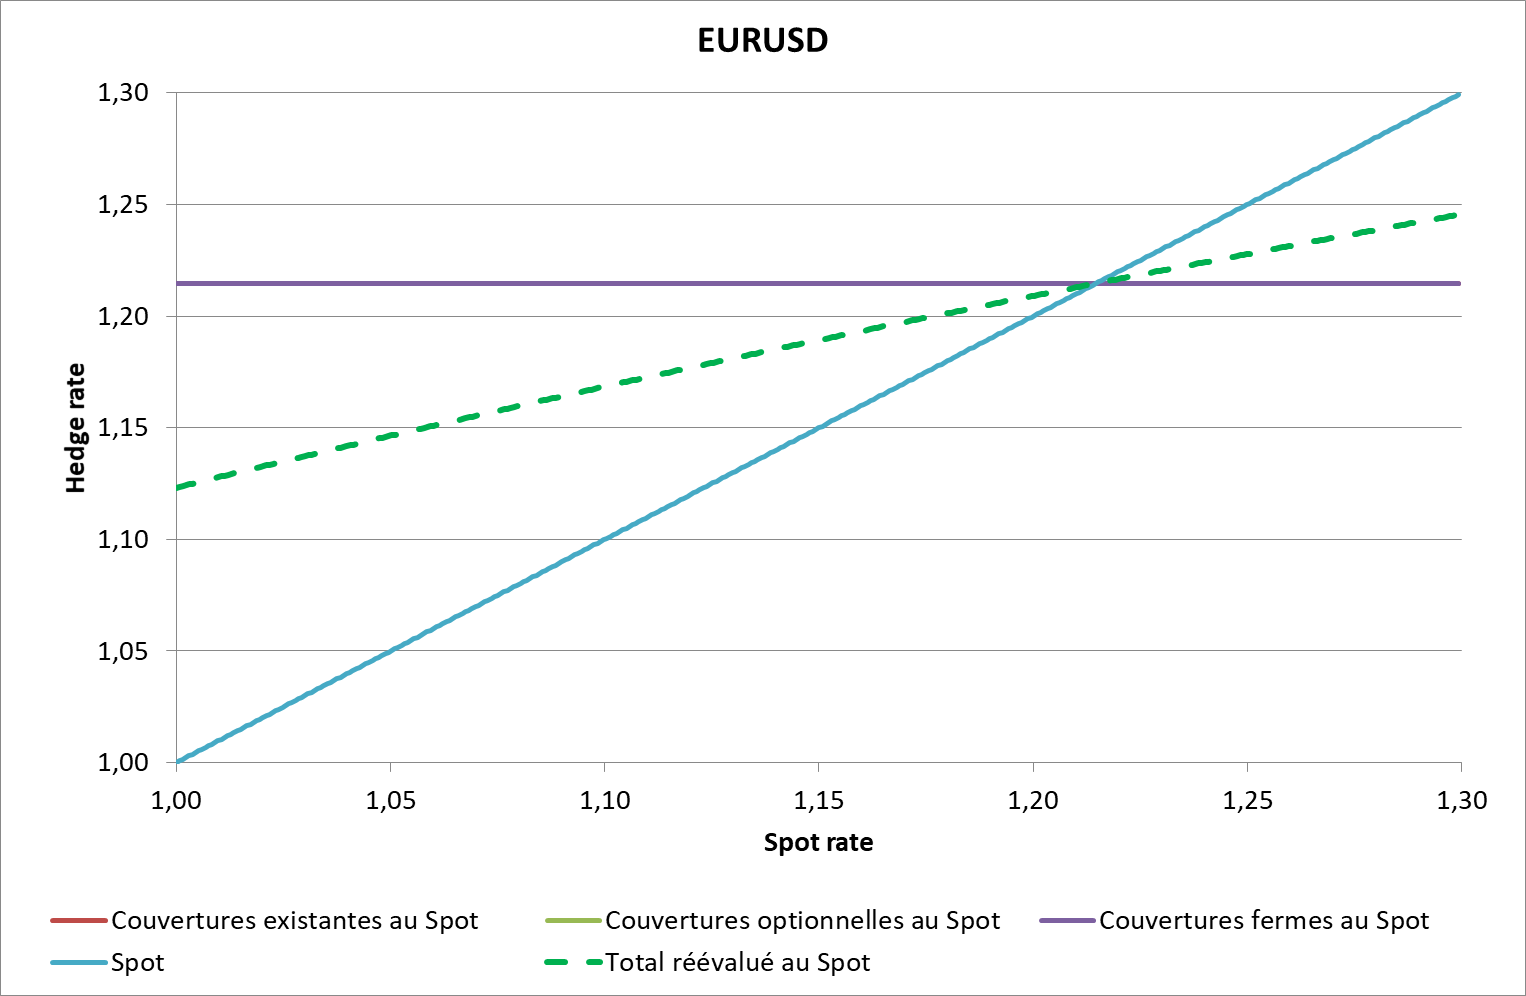 EURUSD
1,30
1,25
1,20
1,15
1,10
1,05
1,00
Hedge rate
1,00 1,05 1,10 1,15 1,20 1,25 1,30
Spot rate
Couvertures existantes au Spot Couvertures optionnelles au Spot Couvertures fermes au Spot
Spot Total réévalué au Spot